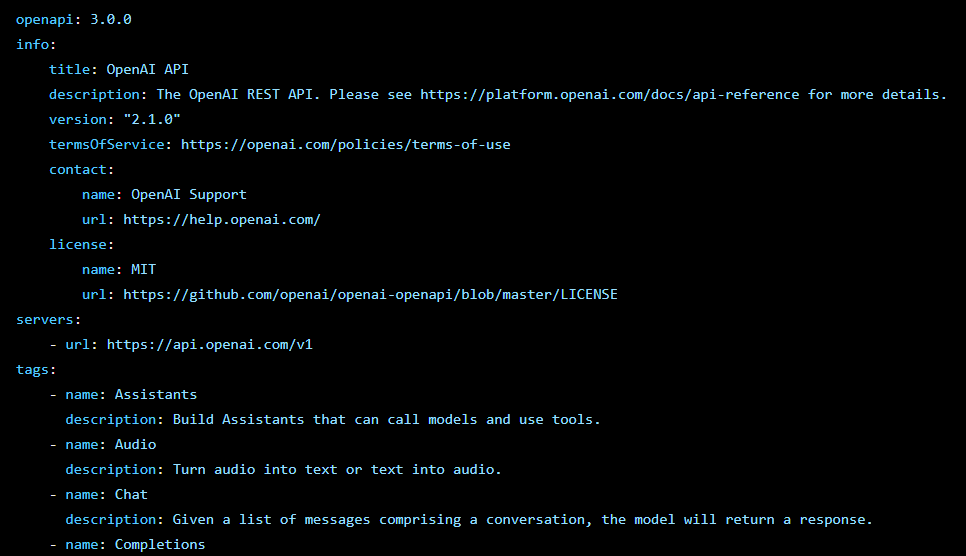 openapi: 3.0.0
info:
    title: OpenAI API
    description: The OpenAI REST API. Please see https://platform.openai.com/docs/api-reference for more details.
    version: "2.1.0"
    termsOfService: https://openai.com/policies/terms-of-use
    contact:
        name: OpenAI Support
        url: https://help.openai.com/
    license:
        name: MIT
        url: https://github.com/openai/openai-openapi/blob/master/LICENSE
servers:
    - url: https://api.openai.com/v1
tags:
    - name: Assistants
      description: Build Assistants that can call models and use tools.
    - name: Audio
      description: Turn audio into text or text into audio.
    - name: Chat
      description: Given a list of messages comprising a conversation, the model will return a response.
    - name: Completions